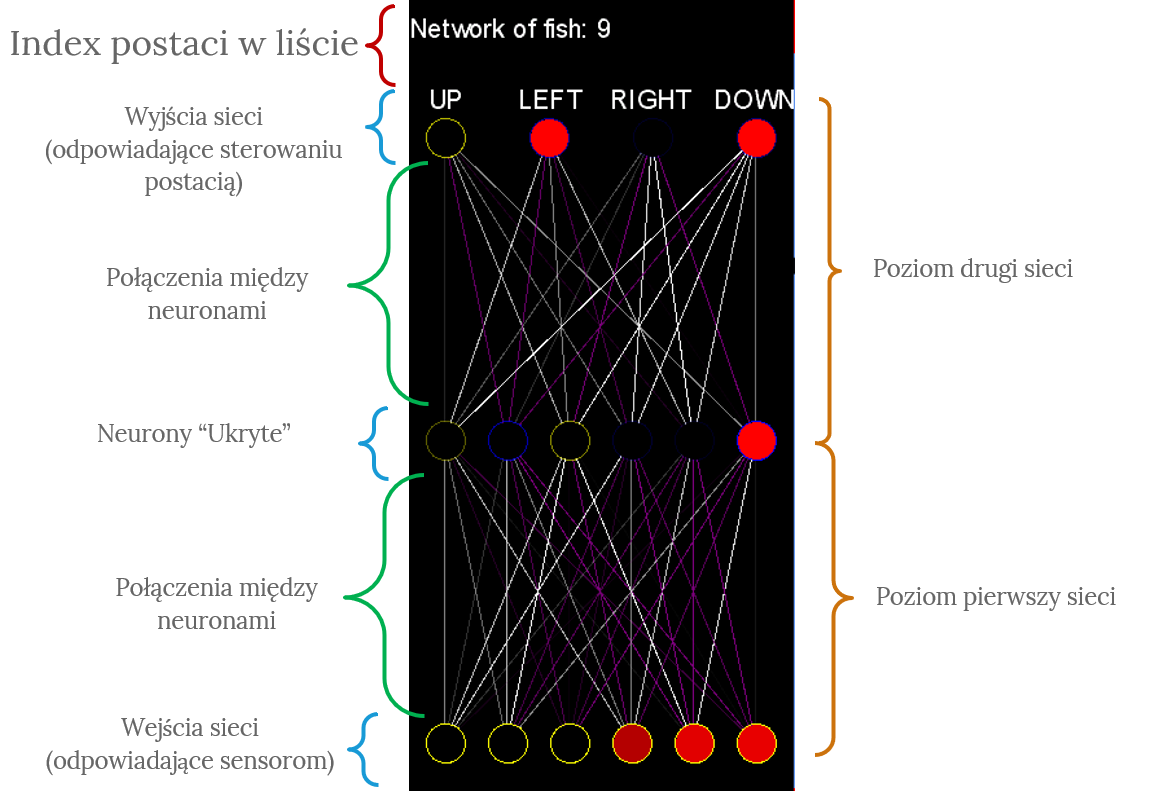 Index postaci w liście
Network of fish: 9
Wyjścia sieci
(odpowiadające sterowaniu
postacią)
UP LEFT RIGHT DOWN
Połączenia między
neuronami
Poziom drugi sieci
Neurony “Ukryte”
Połączenia między
neuronami
Poziom pierwszy sieci
Wejścia sieci
(odpowiadające sensorom)